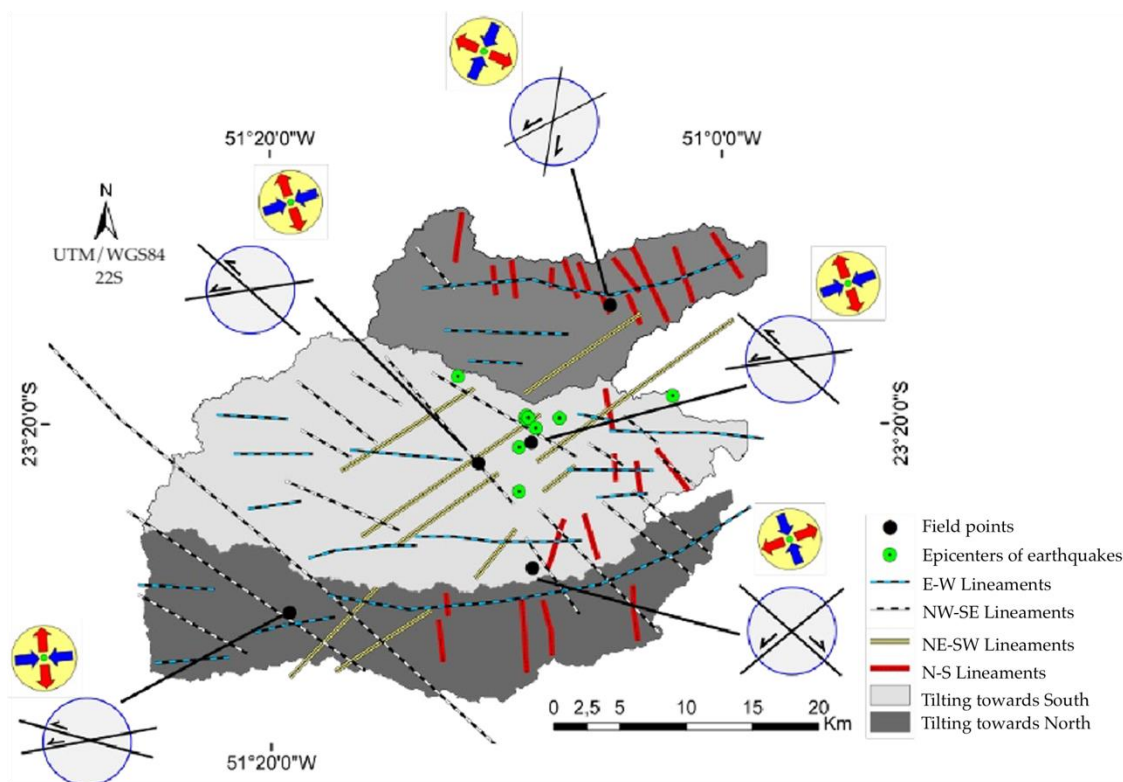 51°20'0"W
51°0'0"W
N
UTM/WGS84
22S
23°20'0"S
23°20'0"S
Field points
Epicenters of earthquakes
E-W Lineaments
NW-SE Lineaments
NE-SW Lineaments
N-S Lineaments
Tilting towards South
Tilting towards North
0 2,5 5 10 15 20
Km
51°20'0"W